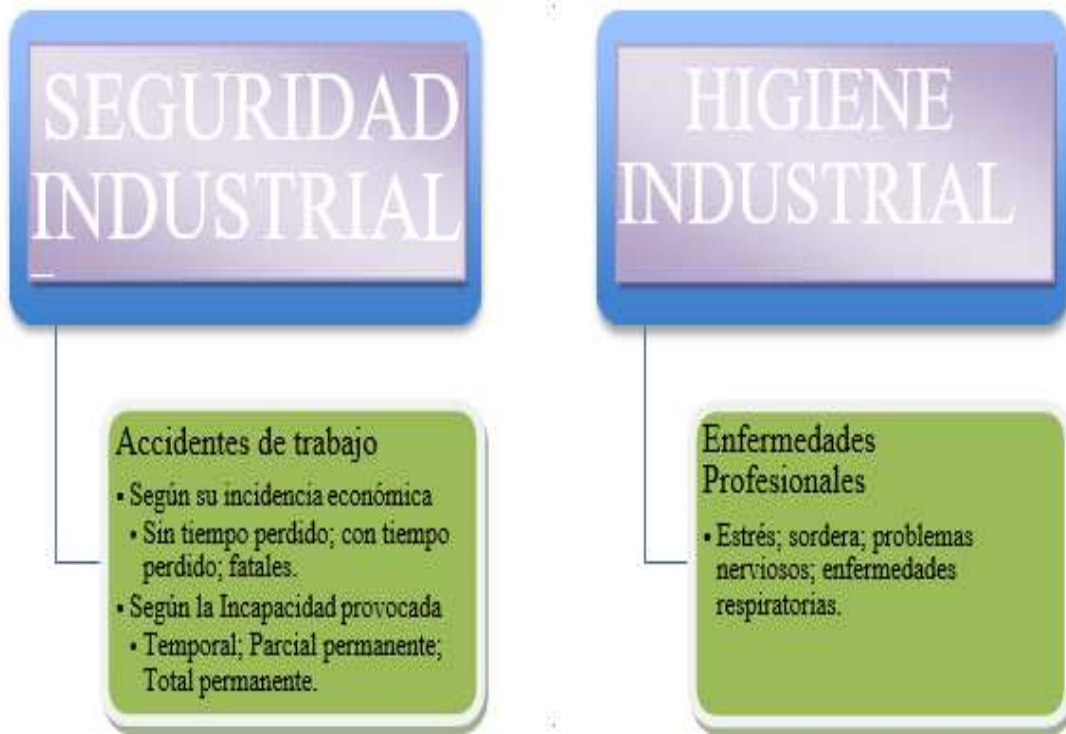 SEGURIDAD
INDUSTRIAL
Accidentes de trabajo
▪ Según su incidencia económica
▪ Sin tiempo perdido; con tiempo
perdido; fatales.
▪ Según la Incapacidad provocada
▪ Temporal; Parcial permanente;
Total permanente.
HIGIENE
INDUSTRIAL
Enfermedades
Profesionales
▪ Estrés; sordera; problemas
nerviosos; enfermedades
respiratorias.